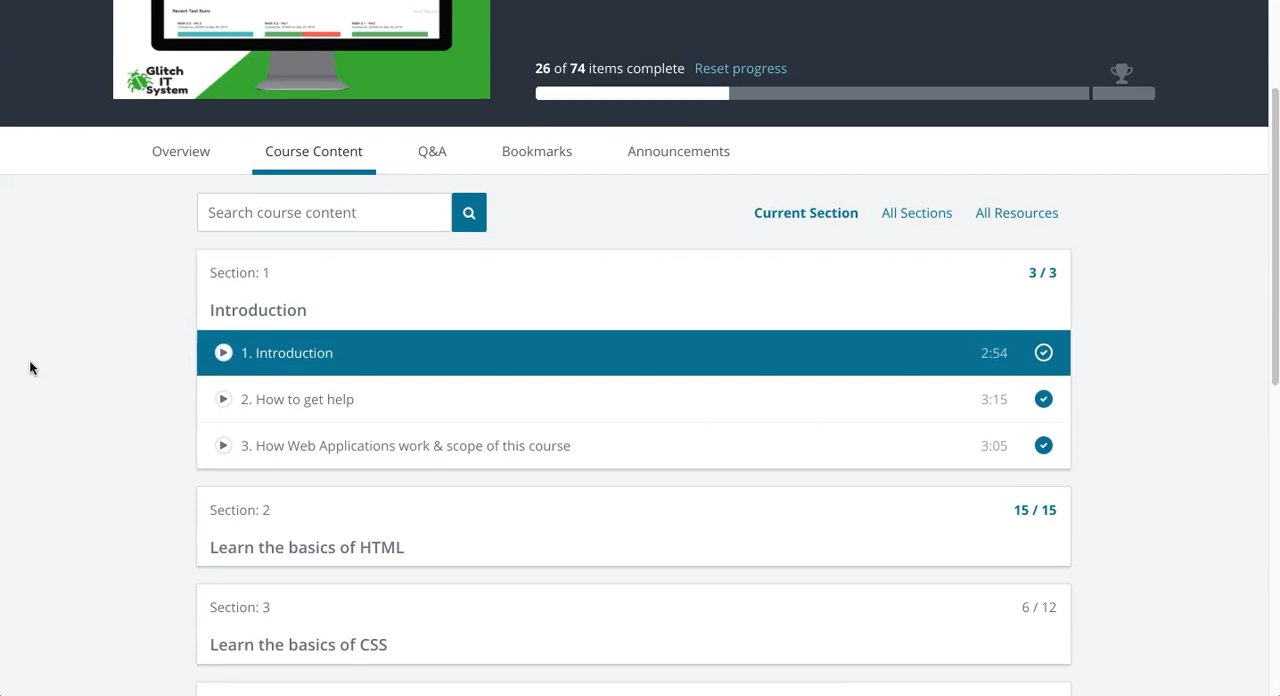 Recent Test Runs
Glitch
IT
System
26 of 74 items complete Reset progress
Overview Course Content Q&A Bookmarks Announcements
Search course content Current Section All Sections All Resources
Section: 1 3 / 3
Introduction
1. Introduction 2:54
2. How to get help 3:15
3. How Web Applications work & scope of this course 3:05
Section: 2 15 / 15
Learn the basics of HTML
Section: 3 6 / 12
Learn the basics of CSS